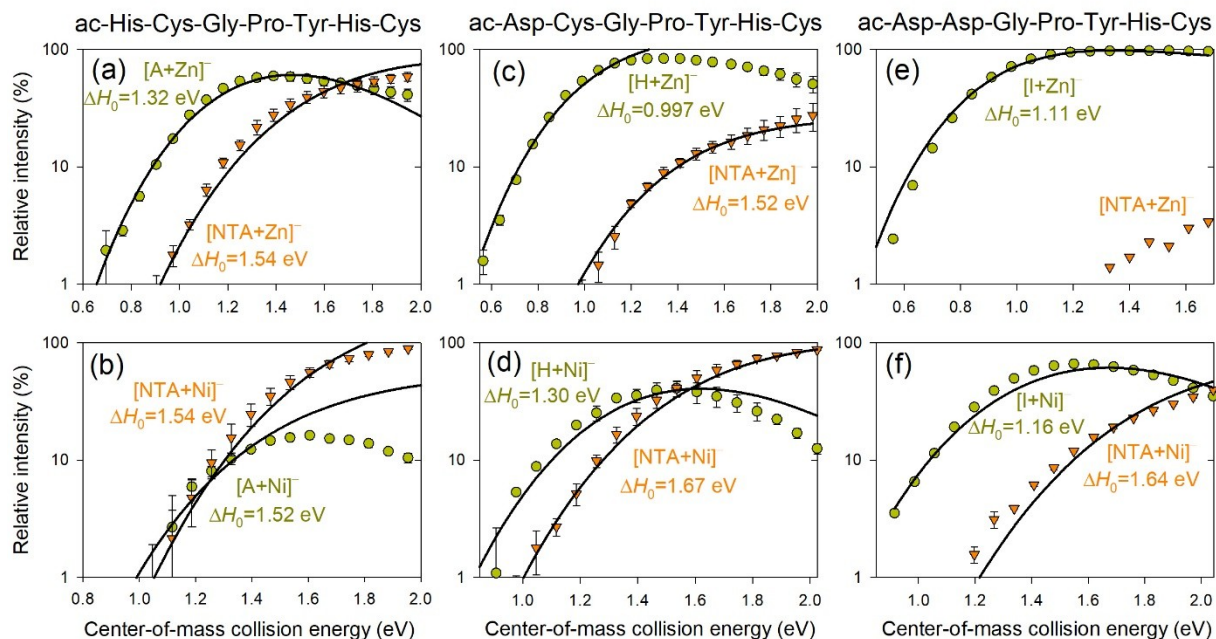 ac-His-Cys-Gly-Pro-Tyr-His-Cys
ac-Asp-Cys-Gly-Pro-Tyr-His-Cys
ac-Asp-Asp-Gly-Pro-Tyr-His-Cys
Relative intensity (%)
100
10
1
(a)
[A+Zn]⁻
ΔH₀=1.32 eV
[NTA+Zn]⁻
ΔH₀=1.54 eV
0.6 0.8 1.0 1.2 1.4 1.6 1.8 2.0
100
10
1
(c)
[H+Zn]⁻
ΔH₀=0.997 eV
[NTA+Zn]⁻
ΔH₀=1.52 eV
0.6 0.8 1.0 1.2 1.4 1.6 1.8 2.0
100
10
1
(e)
[I+Zn]⁻
ΔH₀=1.11 eV
[NTA+Zn]⁻
0.6 0.8 1.0 1.2 1.4 1.6
Relative intensity (%)
100
10
1
(b)
[NTA+Ni]⁻
ΔH₀=1.54 eV
[A+Ni]⁻
ΔH₀=1.52 eV
0.8 1.0 1.2 1.4 1.6 1.8 2.0
Center-of-mass collision energy (eV)
100
10
1
(d)
[H+Ni]⁻
ΔH₀=1.30 eV
[NTA+Ni]⁻
ΔH₀=1.67 eV
1.0 1.2 1.4 1.6 1.8 2.0
Center-of-mass collision energy (eV)
100
10
1
(f)
[I+Ni]⁻
ΔH₀=1.16 eV
[NTA+Ni]⁻
ΔH₀=1.64 eV
1.0 1.2 1.4 1.6 1.8 2.0
Center-of-mass collision energy (eV)